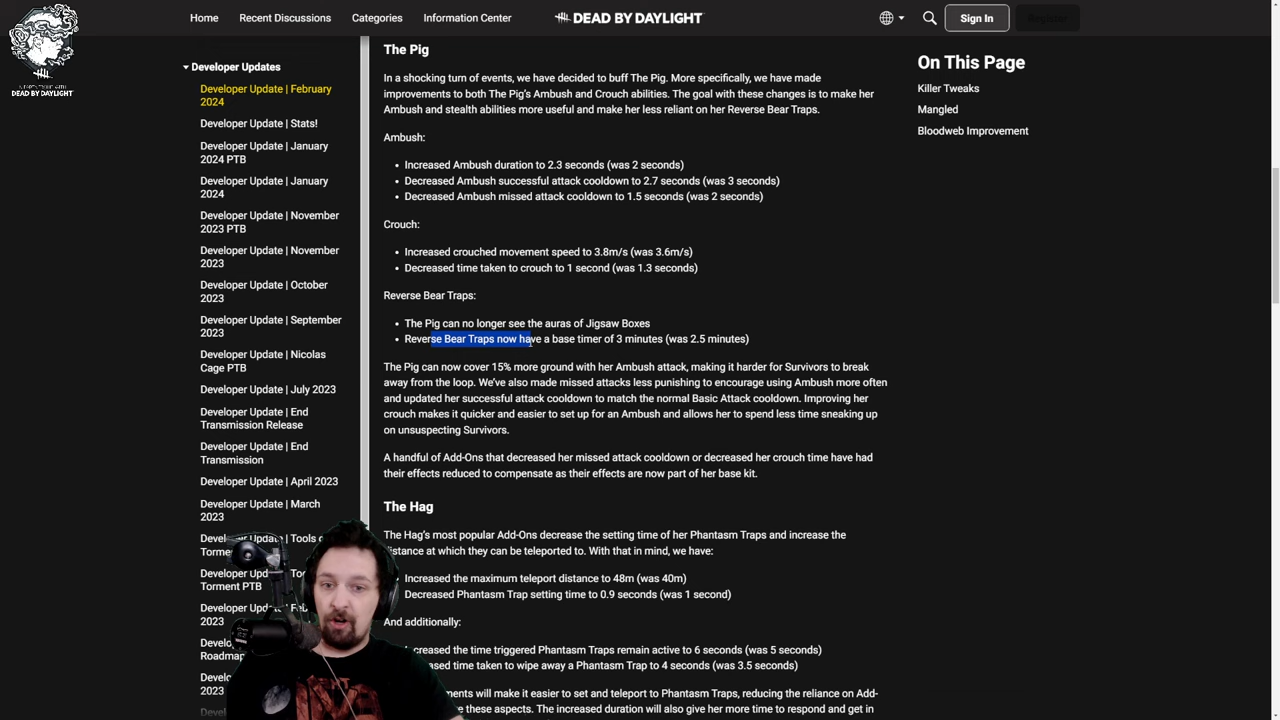 Home
Recent Discussions
Categories
Information Center
DEAD BY DAYLIGHT
Sign In
Register
DEAD BY DAYLIGHT
Developer Updates
Developer Update | February
2024
Developer Update | Stats!
Developer Update | January
2024 PTB
Developer Update | January
2024
Developer Update | November
2023 PTB
Developer Update | November
2023
Developer Update | October
2023
Developer Update | September
2023
Developer Update | Nicolas
Cage PTB
Developer Update | July 2023
Developer Update | End
Transmission Release
Developer Update | End
Transmission
Developer Update | April 2023
Developer Update | March
2023
Developer Update | Tools o
Torme
Developer Upd
Torment PTB
Developer Up
2023
Develo
Roadmap
Develo
2023
Develo
The Pig
In a shocking turn of events, we have decided to buff The Pig. More specifically, we have made
improvements to both The Pig's Ambush and Crouch abilities. The goal with these changes is to make her
Ambush and stealth abilities more useful and make her less reliant on her Reverse Bear Traps.
Ambush:
• Increased Ambush duration to 2.3 seconds (was 2 seconds)
• Decreased Ambush successful attack cooldown to 2.7 seconds (was 3 seconds)
• Decreased Ambush missed attack cooldown to 1.5 seconds (was 2 seconds)
Crouch:
• Increased crouched movement speed to 3.8m/s (was 3.6m/s)
• Decreased time taken to crouch to 1 second (was 1.3 seconds)
Reverse Bear Traps:
• The Pig can no longer see the auras of Jigsaw Boxes
• Reverse Bear Traps now have a base timer of 3 minutes (was 2.5 minutes)
The Pig can now cover 15% more ground with her Ambush attack, making it harder for Survivors to break
away from the loop. We've also made missed attacks less punishing to encourage using Ambush more often
and updated her successful attack cooldown to match the normal Basic Attack cooldown. Improving her
crouch makes it quicker and easier to set up for an Ambush and allows her to spend less time sneaking up
on unsuspecting Survivors.
A handful of Add-Ons that decreased her missed attack cooldown or decreased her crouch time have had
their effects reduced to compensate as their effects are now part of her base kit.
The Hag
The Hag's most popular Add-Ons decrease the setting time of her Phantasm Traps and increase the
distance at which they can be teleported to. With that in mind, we have:
Increased the maximum teleport distance to 48m (was 40m)
Decreased Phantasm Trap setting time to 0.9 seconds (was 1 second)
And additionally:
creased the time triggered Phantasm Traps remain active to 6 seconds (was 5 seconds)
ed time taken to wipe away a Phantasm Trap to 4 seconds (was 3.5 seconds)
ments will make it easier to set and teleport to Phantasm Traps, reducing the reliance on Add-
e these aspects. The increased duration will also give her more time to respond and get in
On This Page
Killer Tweaks
Mangled
Bloodweb Improvement